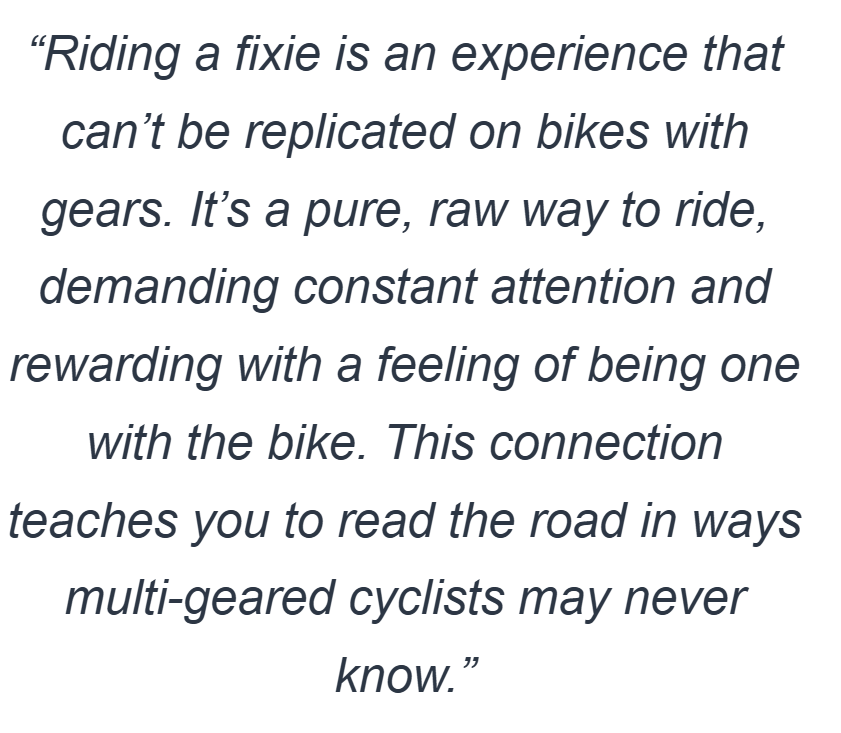 “Riding a fixie is an experience that
can’t be replicated on bikes with
gears. It’s a pure, raw way to ride,
demanding constant attention and
rewarding with a feeling of being one
with the bike. This connection
teaches you to read the road in ways
multi-geared cyclists may never
know.”